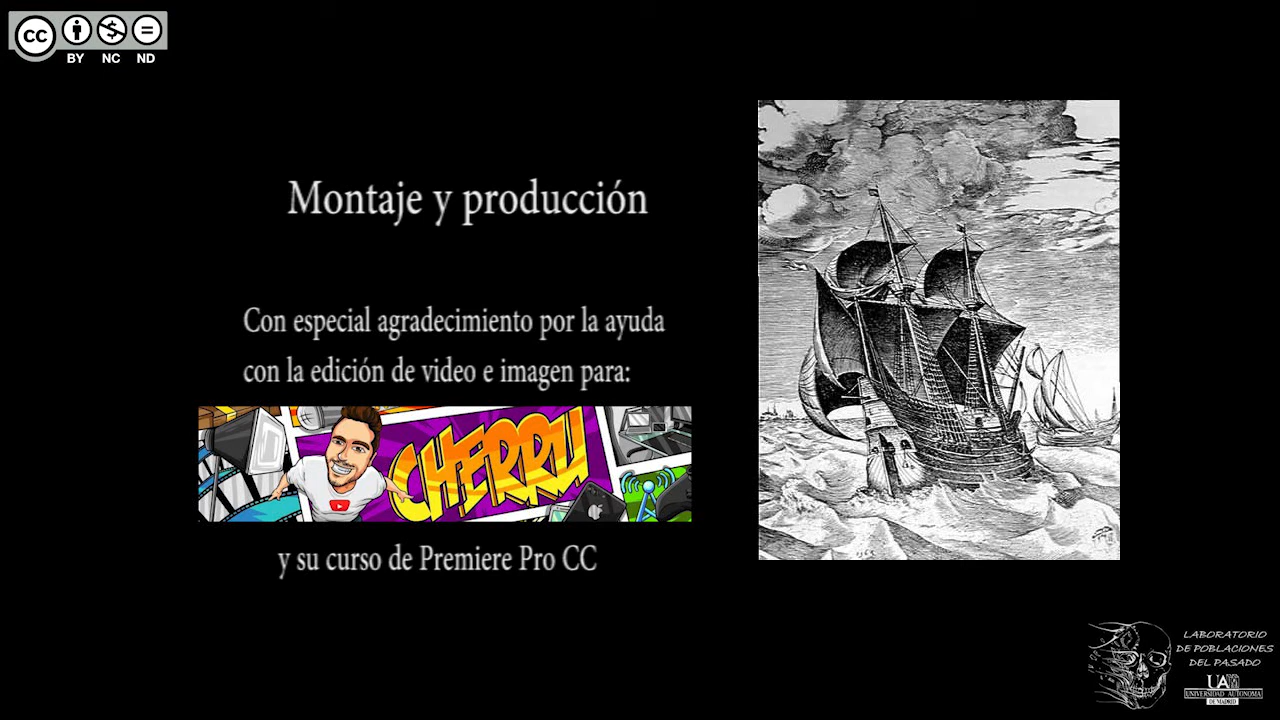 CC
BY NC ND
Montaje y producción
Con especial agradecimiento por la ayuda
con la edición de video e imagen para:
CHERRU
y su curso de Premiere Pro CC
LABORATORIO
DE POBLACIONES
DEL PASADO
UAM
UNIVERSIDAD AUTONOMA
DE MADRID